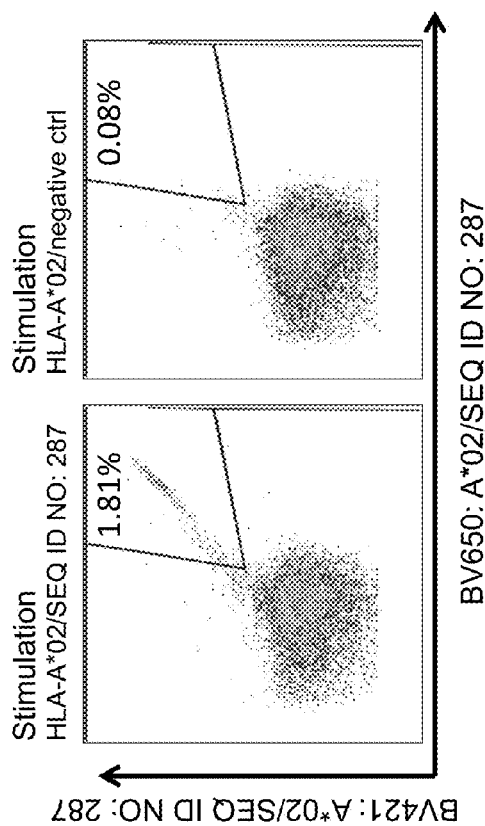 Stimulation
HLA-A*02/SEQ ID NO: 287
1.81%
Stimulation
HLA-A*02/negative ctrl
0.08%
BV421: A*02/SEQ ID NO: 287
BV650: A*02/SEQ ID NO: 287